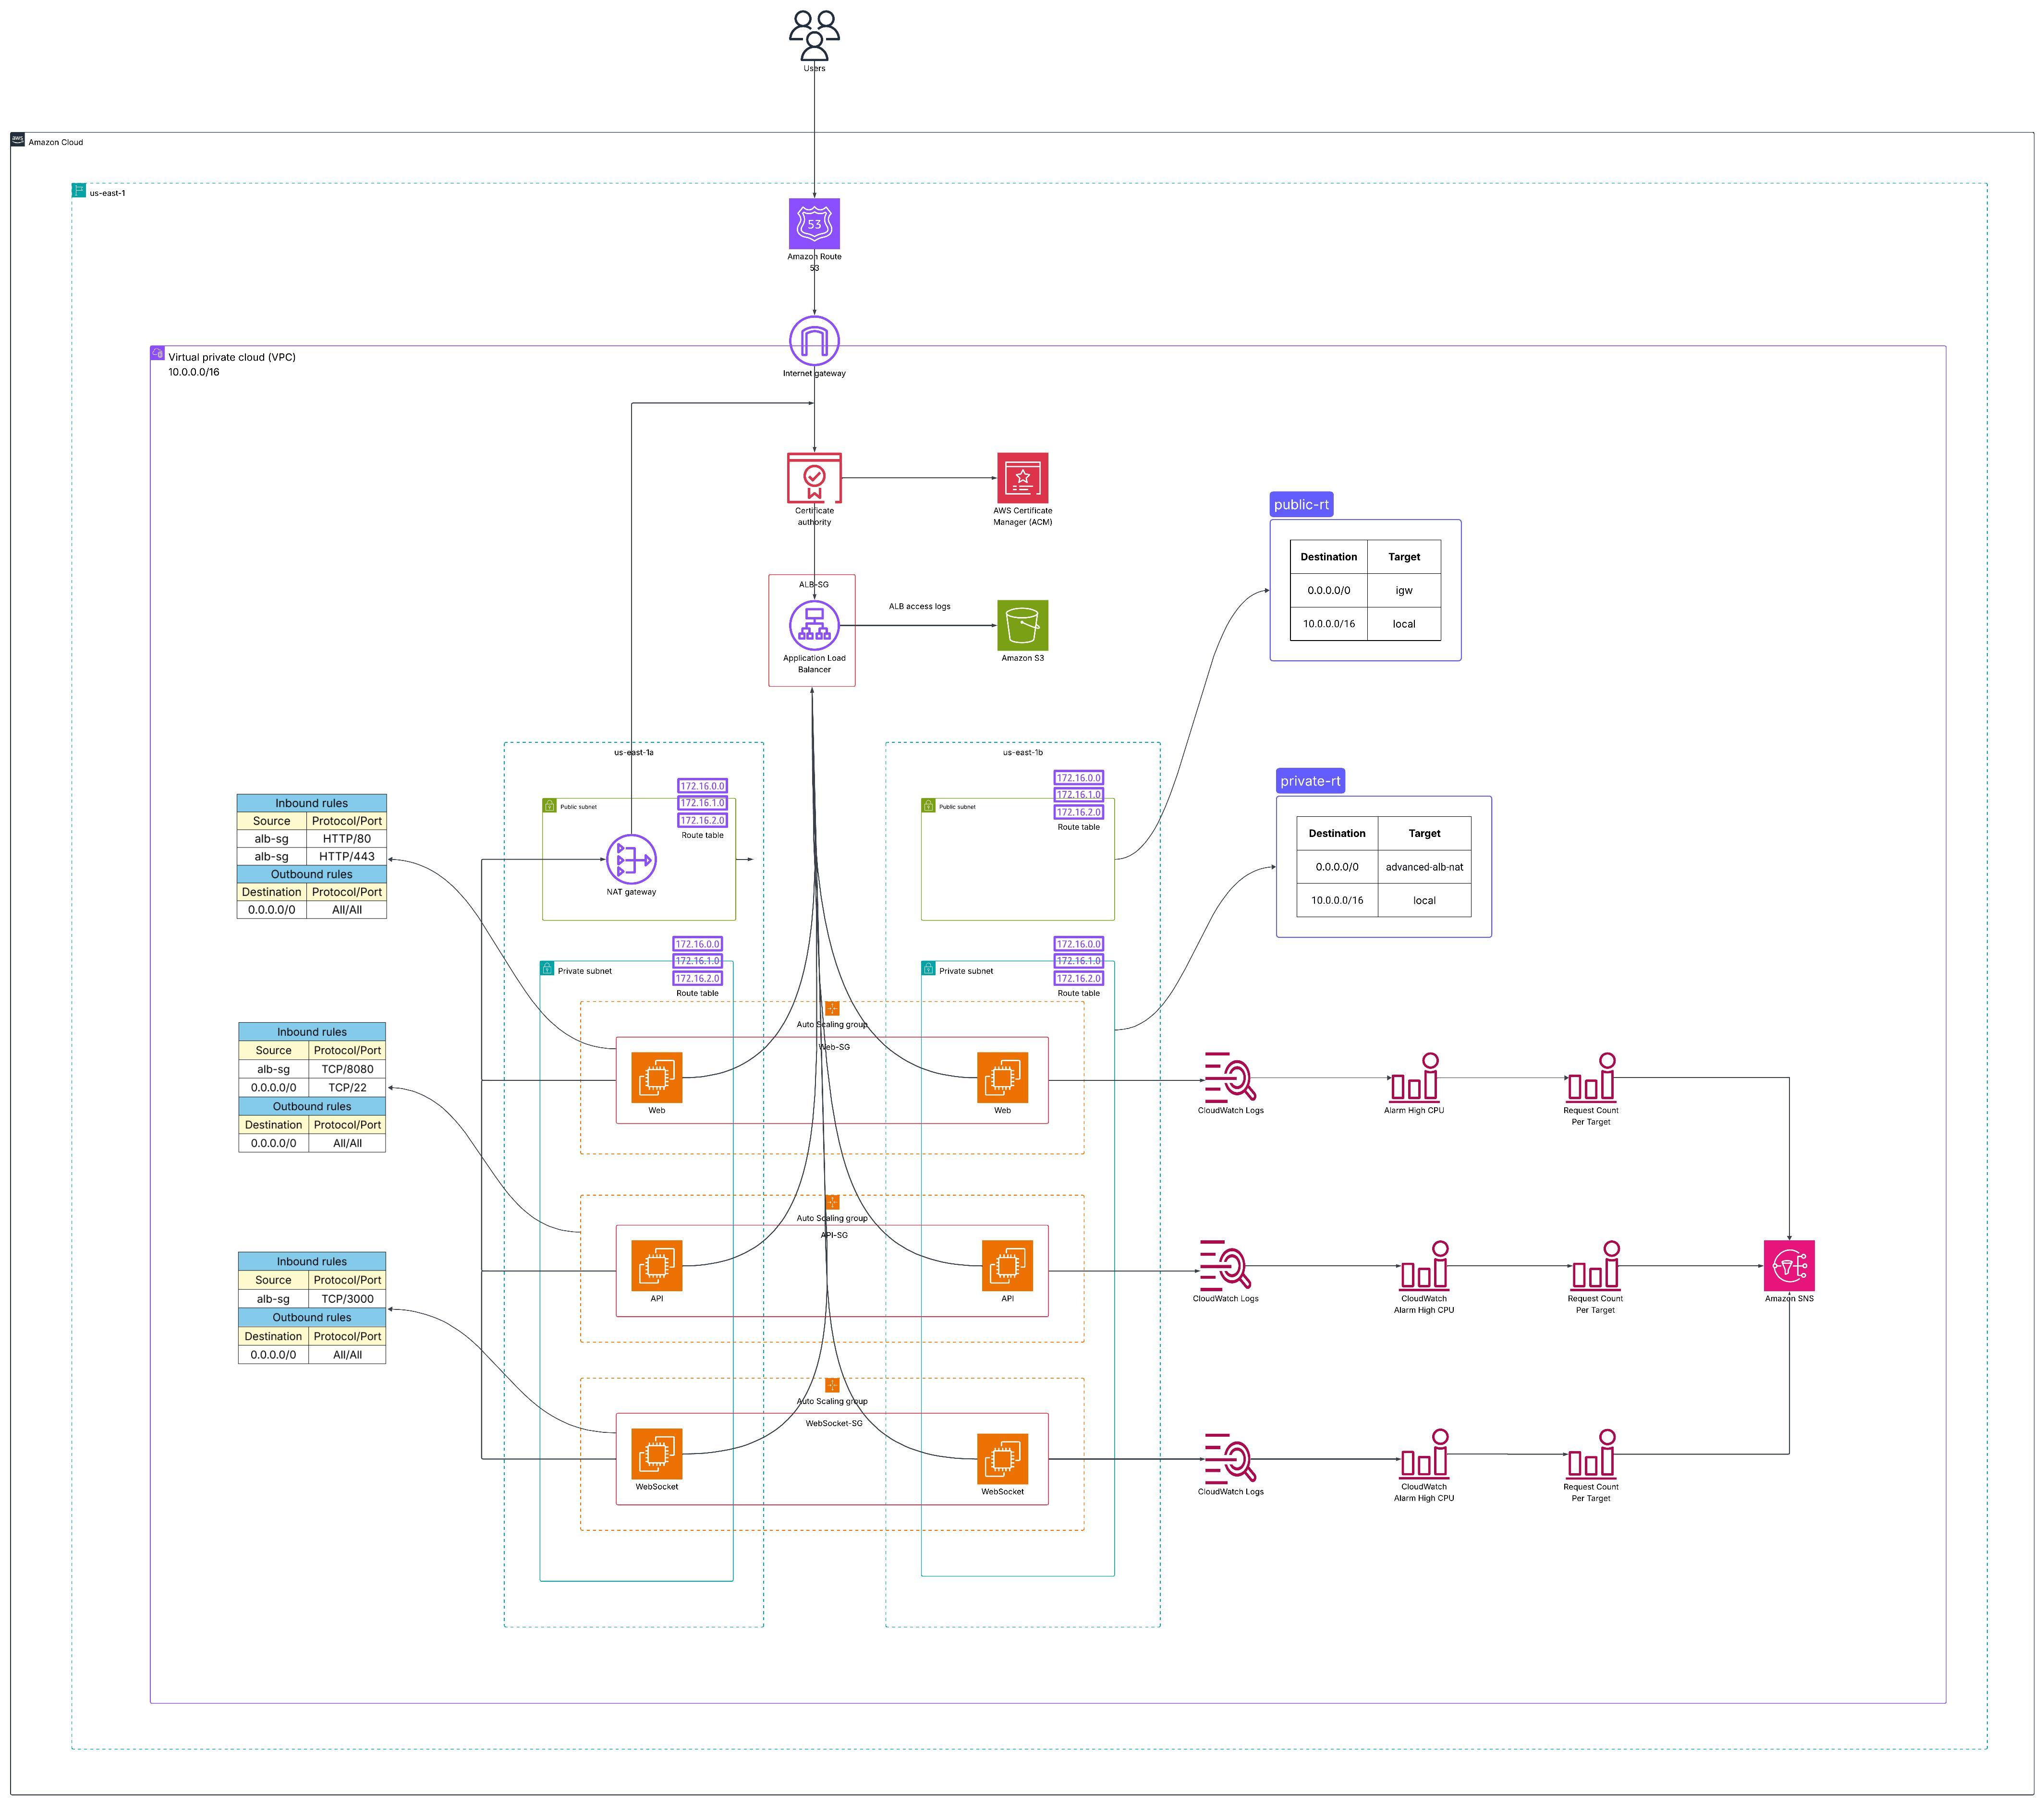 Users
aws
Amazon Cloud
us-east-1
53
Amazon Route
53
Internet gateway
Virtual private cloud (VPC)
10.0.0.0/16
Certificate
authority
AWS Certificate
Manager (ACM)
public-rt
Destination Target
0.0.0.0/0 igw
10.0.0.0/16 local
ALB-SG
Application Load
Balancer
ALB access logs
Amazon S3
us-east-1a
us-east-1b
private-rt
Destination Target
0.0.0.0/0 advanced-alb-nat
10.0.0.0/16 local
Public subnet
172.16.0.0
172.16.1.0
172.16.2.0
Route table
NAT gateway
Public subnet
172.16.0.0
172.16.1.0
172.16.2.0
Route table
Inbound rules
Source Protocol/Port
alb-sg HTTP/80
alb-sg HTTP/443
Outbound rules
Destination Protocol/Port
0.0.0.0/0 All/All
Private subnet
172.16.0.0
172.16.1.0
172.16.2.0
Route table
Private subnet
172.16.0.0
172.16.1.0
172.16.2.0
Route table
Auto Scaling group
Web-SG
Web
Web
CloudWatch Logs
Alarm High CPU
Request Count
Per Target
Inbound rules
Source Protocol/Port
alb-sg TCP/8080
0.0.0.0/0 TCP/22
Outbound rules
Destination Protocol/Port
0.0.0.0/0 All/All
Auto Scaling group
API-SG
API
API
CloudWatch Logs
CloudWatch
Alarm High CPU
Request Count
Per Target
Amazon SNS
Inbound rules
Source Protocol/Port
alb-sg TCP/3000
Outbound rules
Destination Protocol/Port
0.0.0.0/0 All/All
Auto Scaling group
WebSocket-SG
WebSocket
WebSocket
CloudWatch Logs
CloudWatch
Alarm High CPU
Request Count
Per Target